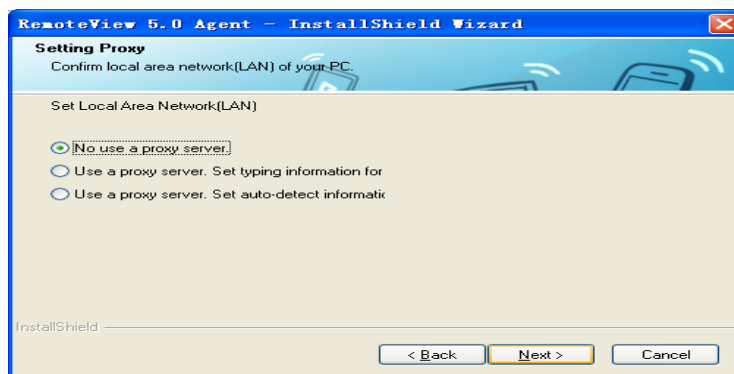 RemoteView 5.0 Agent - InstallShield Wizard
Setting Proxy
Confirm local area network(LAN) of your PC.
Set Local Area Network(LAN)
No use a proxy server.
Use a proxy server. Set typing information for
Use a proxy server. Set auto-detect informatic
InstallShield
< Back Next > Cancel